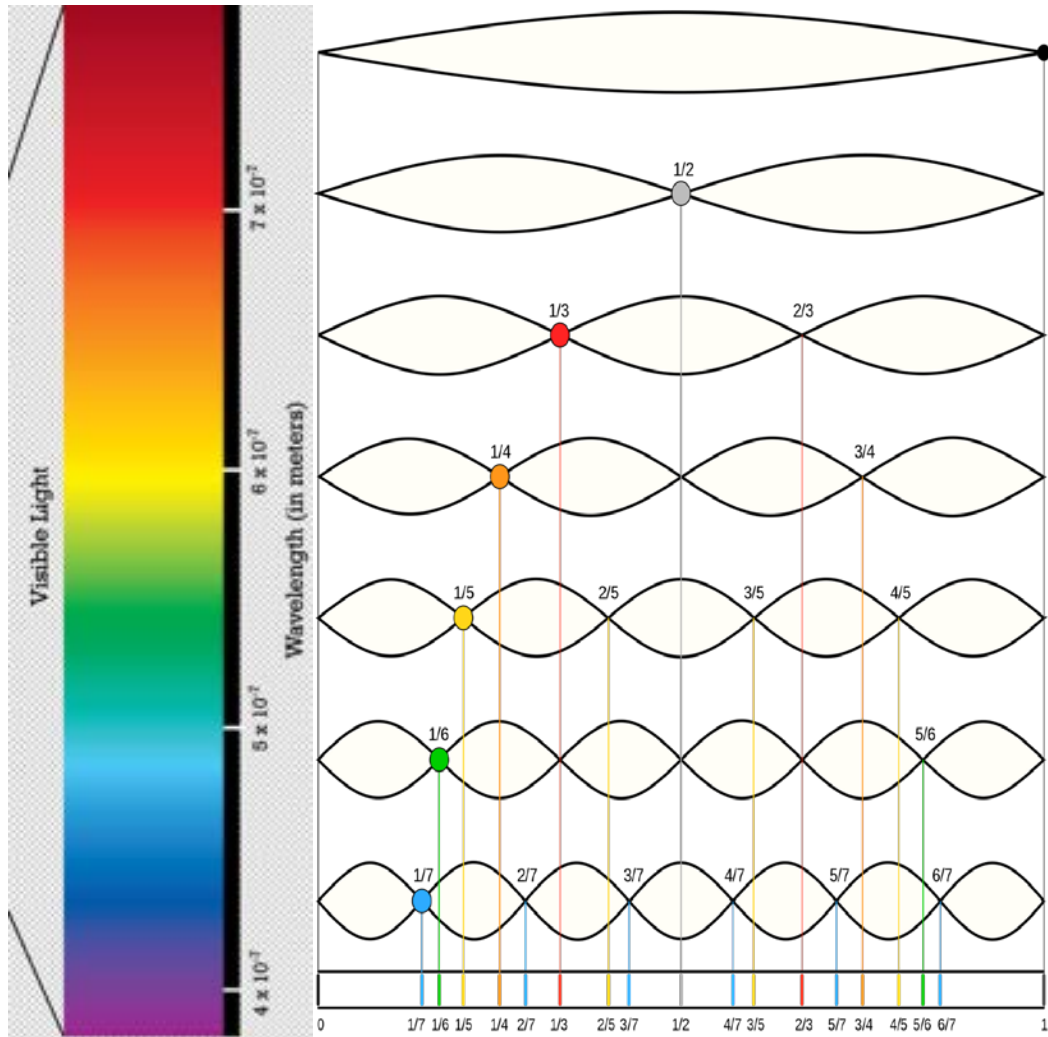 Visible Light
7 x 10⁻⁷
6 x 10⁻⁷
5 x 10⁻⁷
4 x 10⁻⁷
Wavelength (in meters)
1/2
1/3 2/3
1/4 3/4
1/5 2/5 3/5 4/5
1/6 5/6
1/7 2/7 3/7 4/7 5/7 6/7
0 1/7 1/6 1/5 1/4 2/7 1/3 2/5 3/7 1/2 4/7 3/5 2/3 5/7 3/4 4/5 5/6 6/7 1